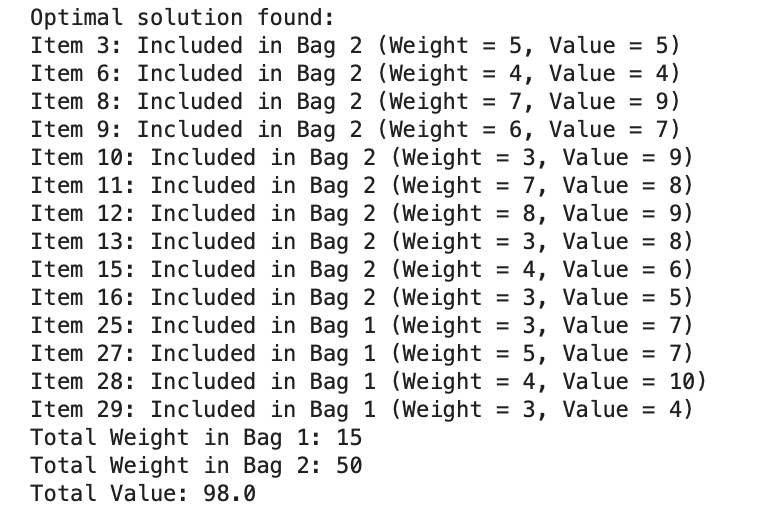 Optimal solution found:
Item 3: Included in Bag 2 (Weight = 5, Value = 5)
Item 6: Included in Bag 2 (Weight = 4, Value = 4)
Item 8: Included in Bag 2 (Weight = 7, Value = 9)
Item 9: Included in Bag 2 (Weight = 6, Value = 7)
Item 10: Included in Bag 2 (Weight = 3, Value = 9)
Item 11: Included in Bag 2 (Weight = 7, Value = 8)
Item 12: Included in Bag 2 (Weight = 8, Value = 9)
Item 13: Included in Bag 2 (Weight = 3, Value = 8)
Item 15: Included in Bag 2 (Weight = 4, Value = 6)
Item 16: Included in Bag 2 (Weight = 3, Value = 5)
Item 25: Included in Bag 1 (Weight = 3, Value = 7)
Item 27: Included in Bag 1 (Weight = 5, Value = 7)
Item 28: Included in Bag 1 (Weight = 4, Value = 10)
Item 29: Included in Bag 1 (Weight = 3, Value = 4)
Total Weight in Bag 1: 15
Total Weight in Bag 2: 50
Total Value: 98.0